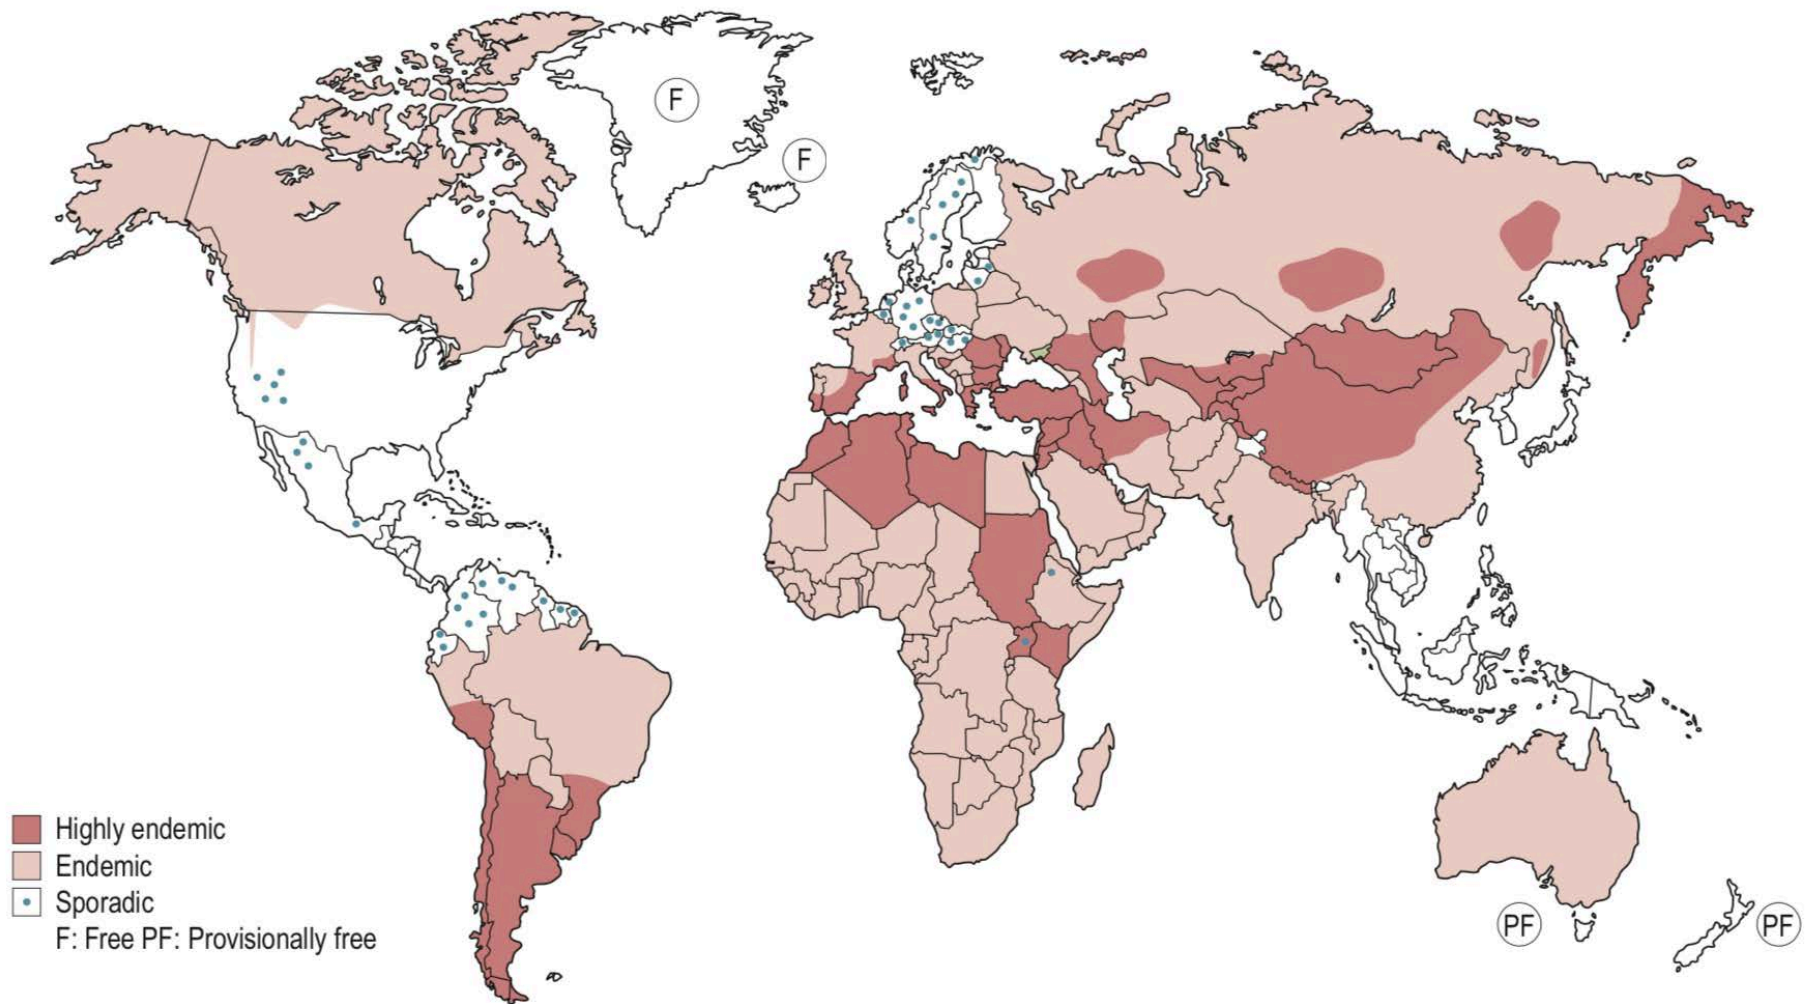 F
F
Highly endemic
Endemic
Sporadic
F: Free PF: Provisionally free
PF
PF